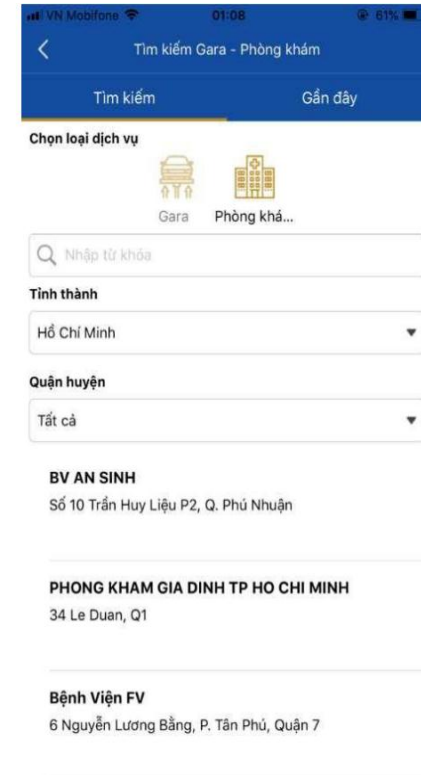 VN Mobifone 01:08 61%
Tìm kiếm Gara - Phòng khám
Tìm kiếm Gần đây
Chọn loại dịch vụ
Gara Phòng khá...
Nhập từ khóa
Tỉnh thành
Hồ Chí Minh
Quận huyện
Tất cả
BV AN SINH
Số 10 Trần Huy Liệu P2, Q. Phú Nhuận
PHONG KHAM GIA DINH TP HO CHI MINH
34 Le Duan, Q1
Bệnh Viện FV
6 Nguyễn Lương Bằng, P. Tân Phú, Quận 7